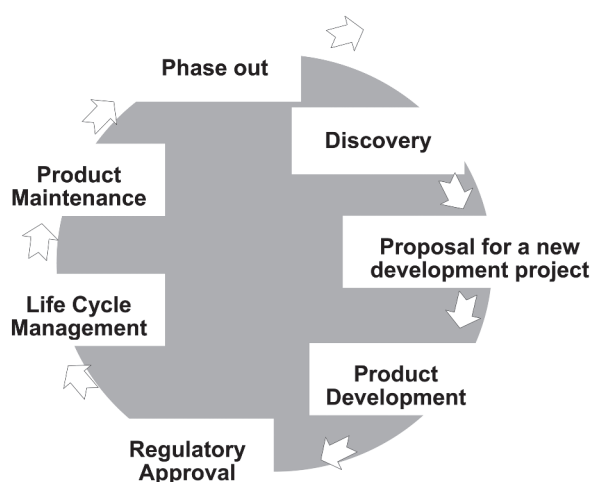 Phase out
Discovery
Proposal for a new
development project
Product
Development
Regulatory
Approval
Life Cycle
Management
Product
Maintenance